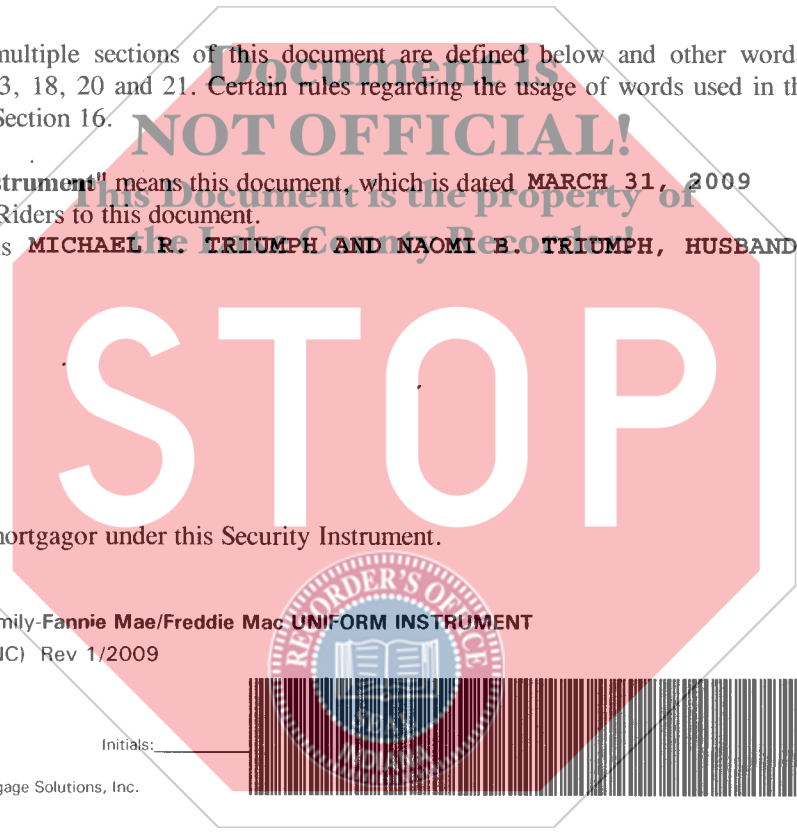 multiple sections of this document are defined below and other word
3, 18, 20 and 21. Certain rules regarding the usage of words used in th
Section 16.
Document is
NOT OFFICIAL!
This Document is the property of
the Lake County Recorder!
strument" means this document, which is dated MARCH 31, 2009
Riders to this document.
s MICHAEL R. TRIUMPH AND NAOMI B. TRIUMPH, HUSBAND
STOP
nortgagor under this Security Instrument.
RECORDER'S OFFICE
SEAL
INDIANA
mily-Fannie Mae/Freddie Mac UNIFORM INSTRUMENT
NC) Rev 1/2009
Initials:
gage Solutions, Inc.